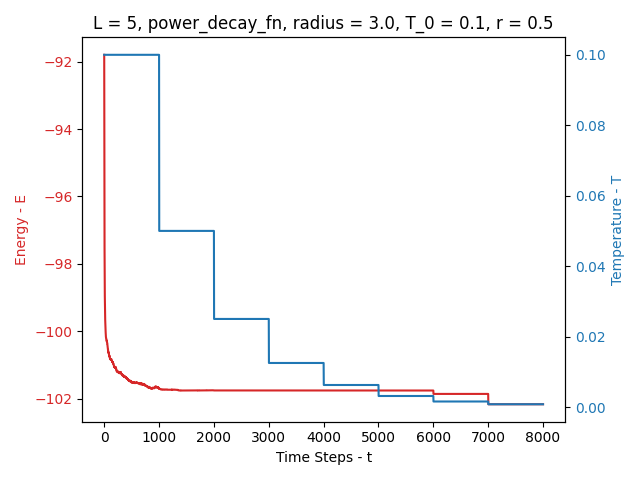 L = 5, power_decay_fn, radius = 3.0, T_0 = 0.1, r = 0.5
−92
−94
−96
−98
−100
−102
Energy - E
0.10
0.08
0.06
0.04
0.02
0.00
Temperature - T
0 1000 2000 3000 4000 5000 6000 7000 8000
Time Steps - t